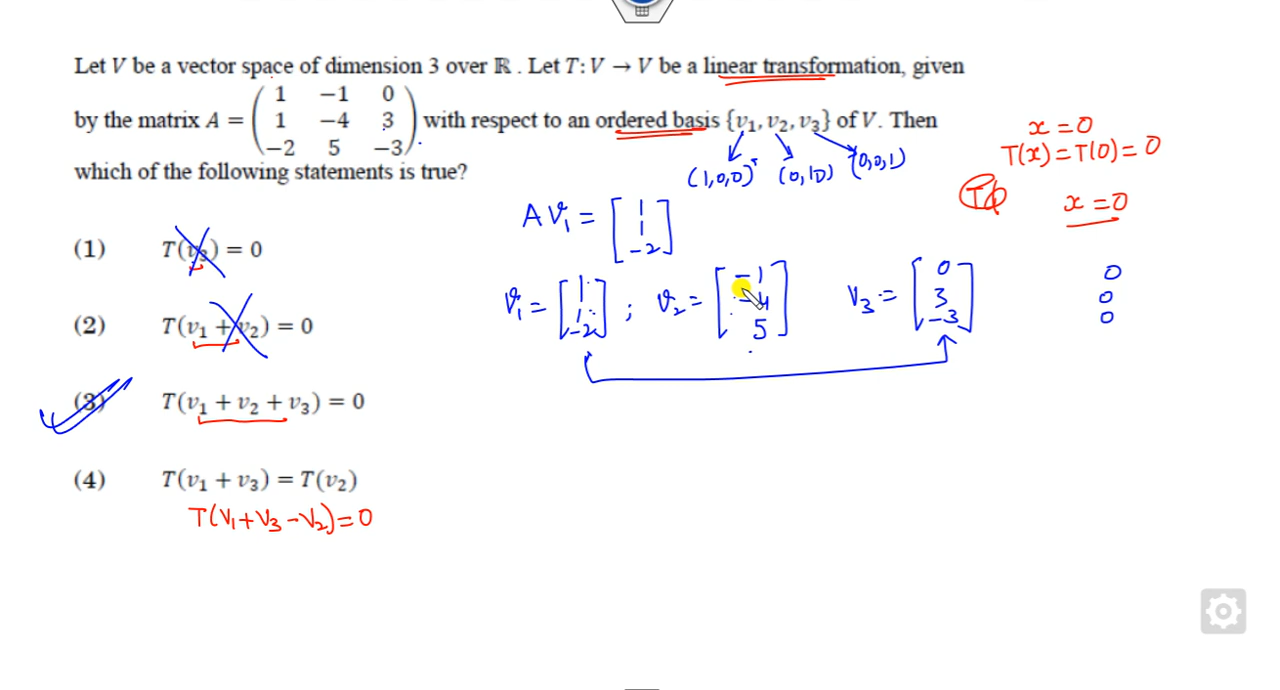 Let V be a vector space of dimension 3 over ℝ . Let T: V → V be a linear transformation, given
1 −1 0
by the matrix A = ( 1 −4 3 ) with respect to an ordered basis {v₁, v₂, v₃} of V. Then
−2 5 −3
which of the following statements is true?
(1,0,0)ᵀ (0,1,0) (0,0,1)
x = 0
T(x) = T(0) = 0
x = 0
A v₁ = [ 1 1 −2 ]
(1) T(v₃) = 0
v₁ = [ 1 1 −2 ] ; v₂ = [ −1 −4 5 ] v₃ = [ 0 3 −3 ]
0
0
0
(2) T(v₁ + v₂) = 0
(3) T(v₁ + v₂ + v₃) = 0
(4) T(v₁ + v₃) = T(v₂)
T(v₁ + v₃ − v₂) = 0